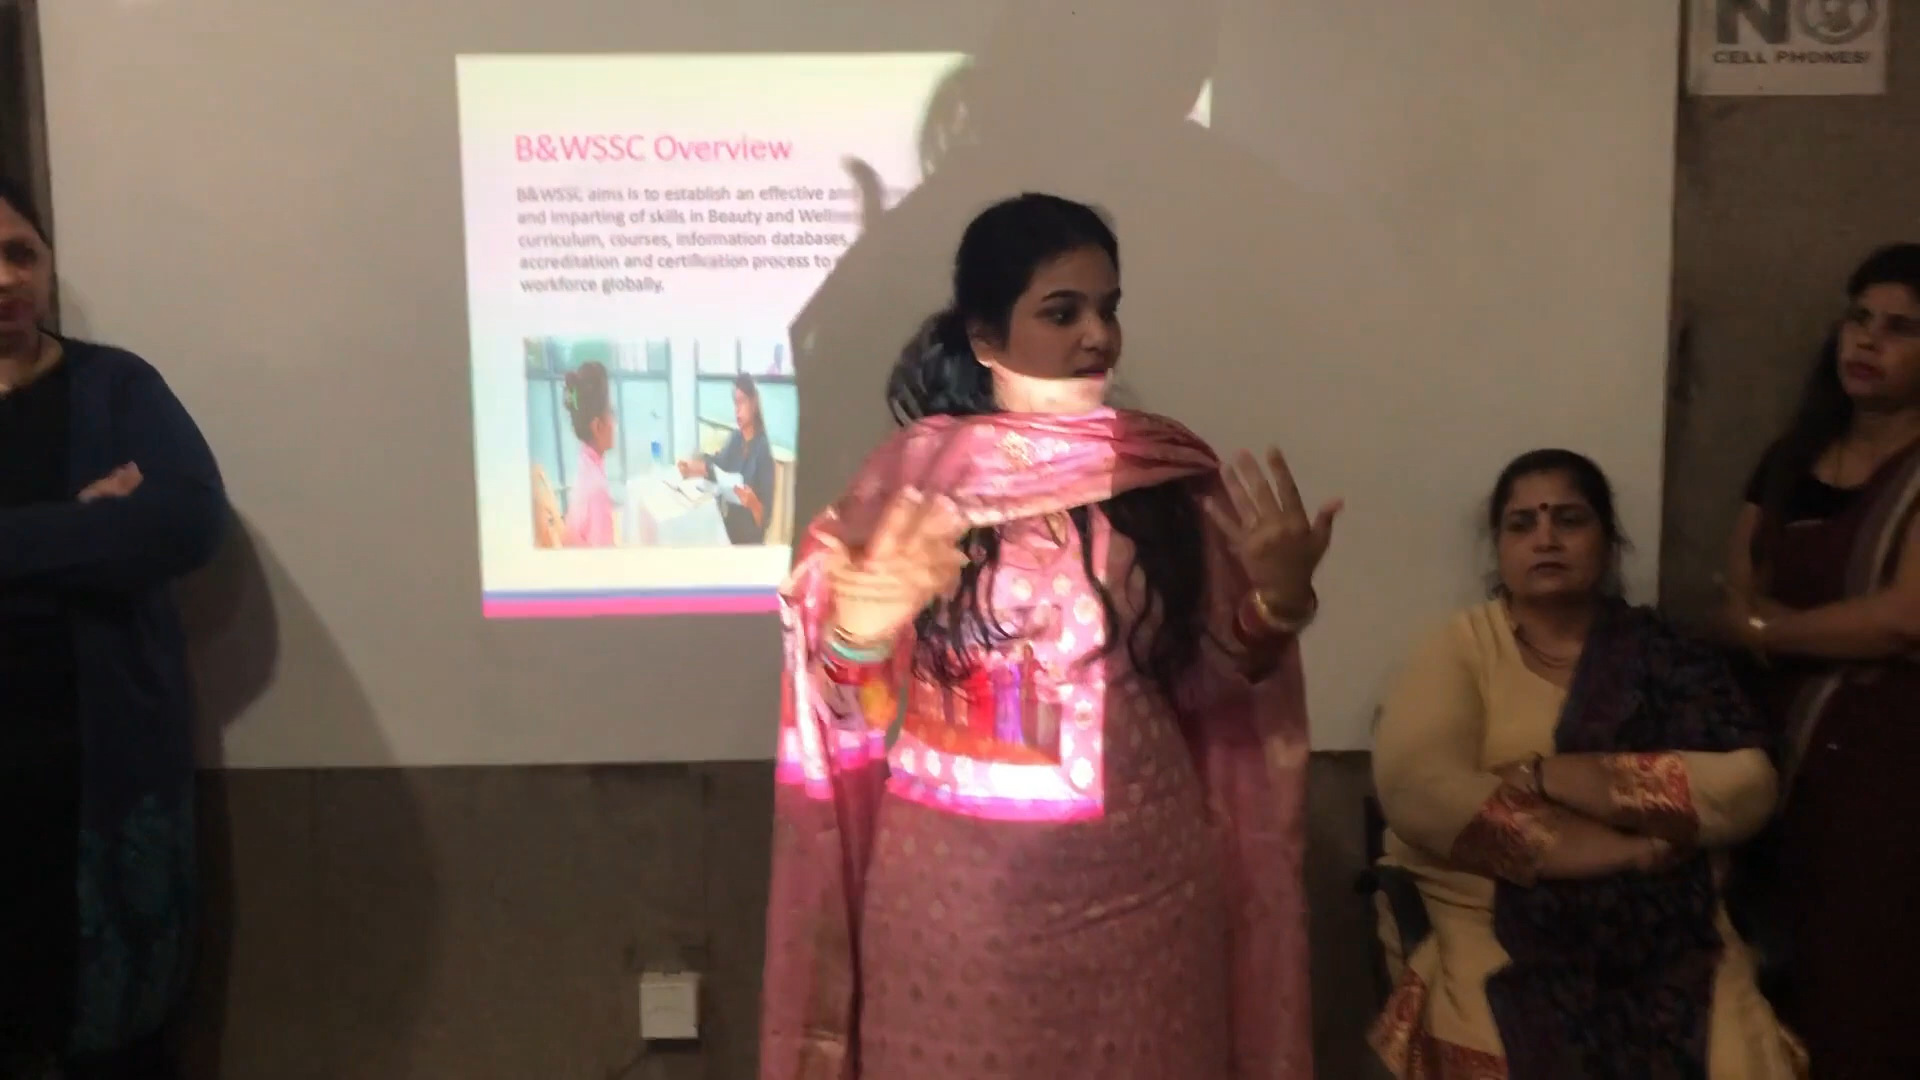 B&WSSC Overview
B&WSSC aims is to establish an effective
and imparting of skills in Beauty and
curriculum, courses, information databases,
accreditation and certification process to
workforce globally.
NO
CELL PHONES!